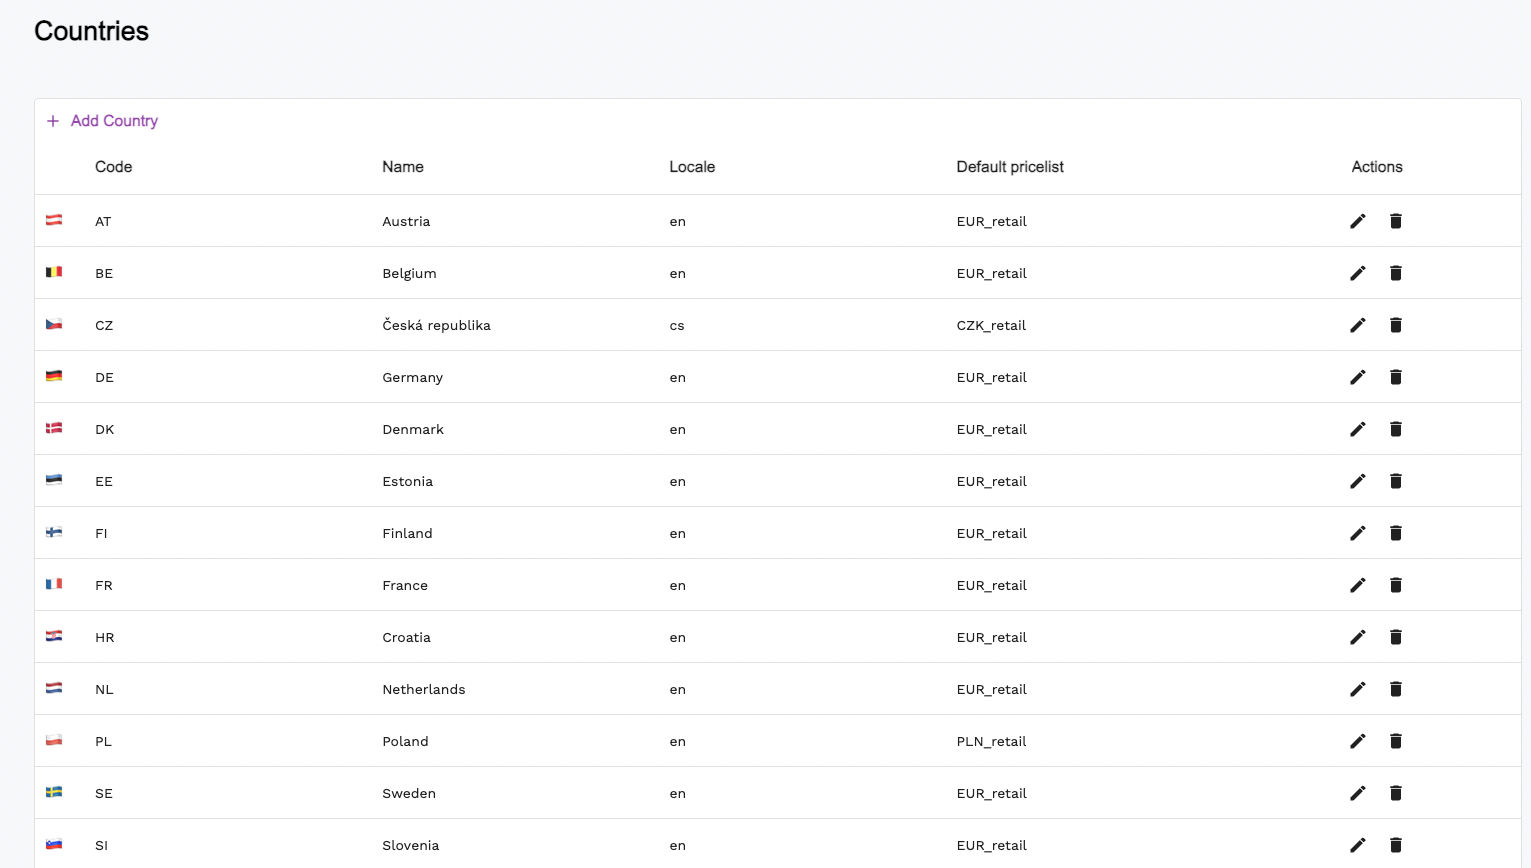 Countries
Add Country
Code Name Locale Default pricelist Actions
AT Austria en EUR_retail
BE Belgium en EUR_retail
CZ Česká republika cs CZK_retail
DE Germany en EUR_retail
DK Denmark en EUR_retail
EE Estonia en EUR_retail
FI Finland en EUR_retail
FR France en EUR_retail
HR Croatia en EUR_retail
NL Netherlands en EUR_retail
PL Poland en PLN_retail
SE Sweden en EUR_retail
SI Slovenia en EUR_retail